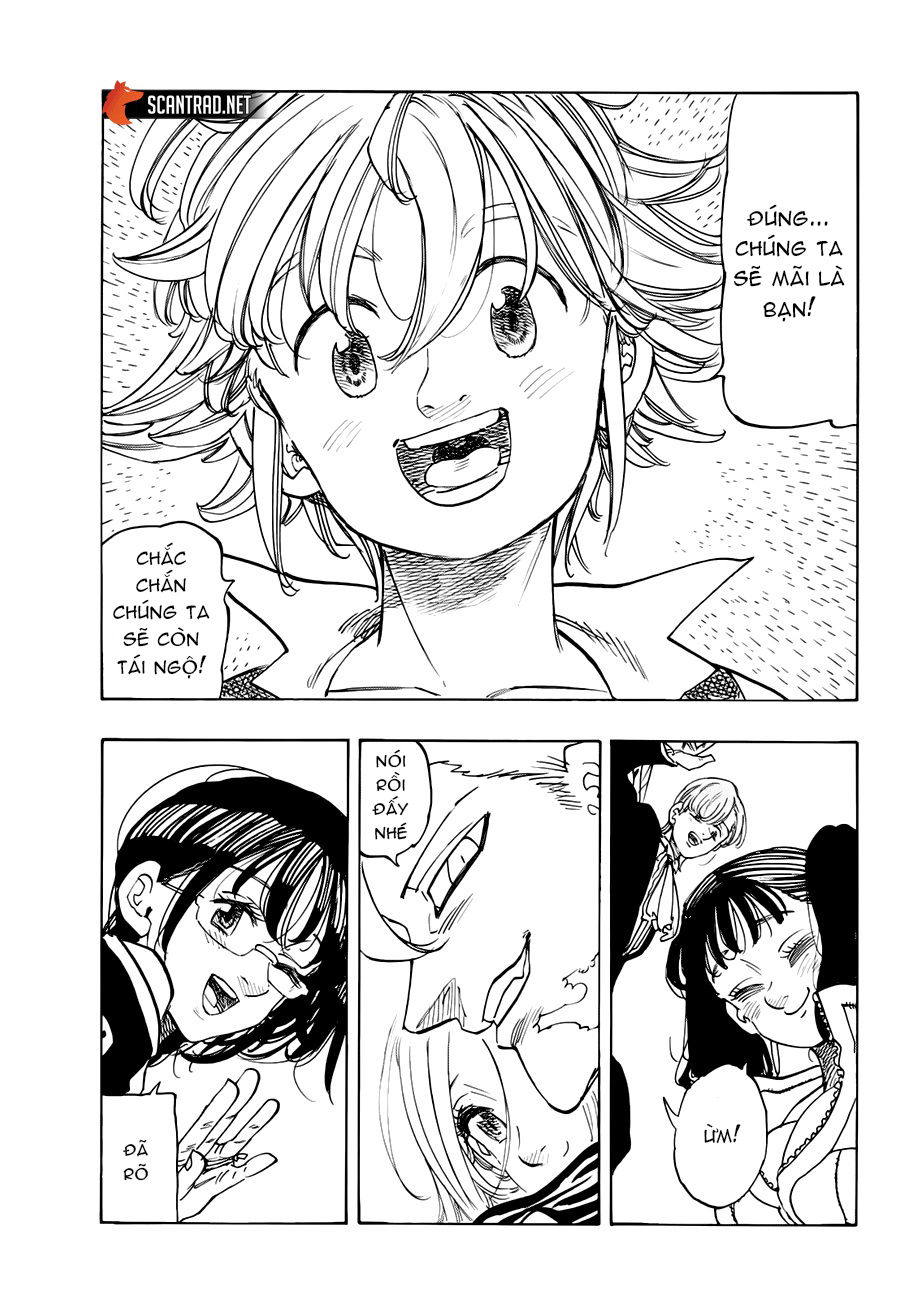 SCANTRAD.NET
ĐÚNG...
CHÚNG TA
SẼ MÃI LÀ
BẠN!
CHẮC
CHẮN
CHÚNG TA
SẼ CÒN
TÁI NGỘ!
ỪM!
NÓI
RỒI
ĐẤY
NHÉ
ĐÃ
RÕ